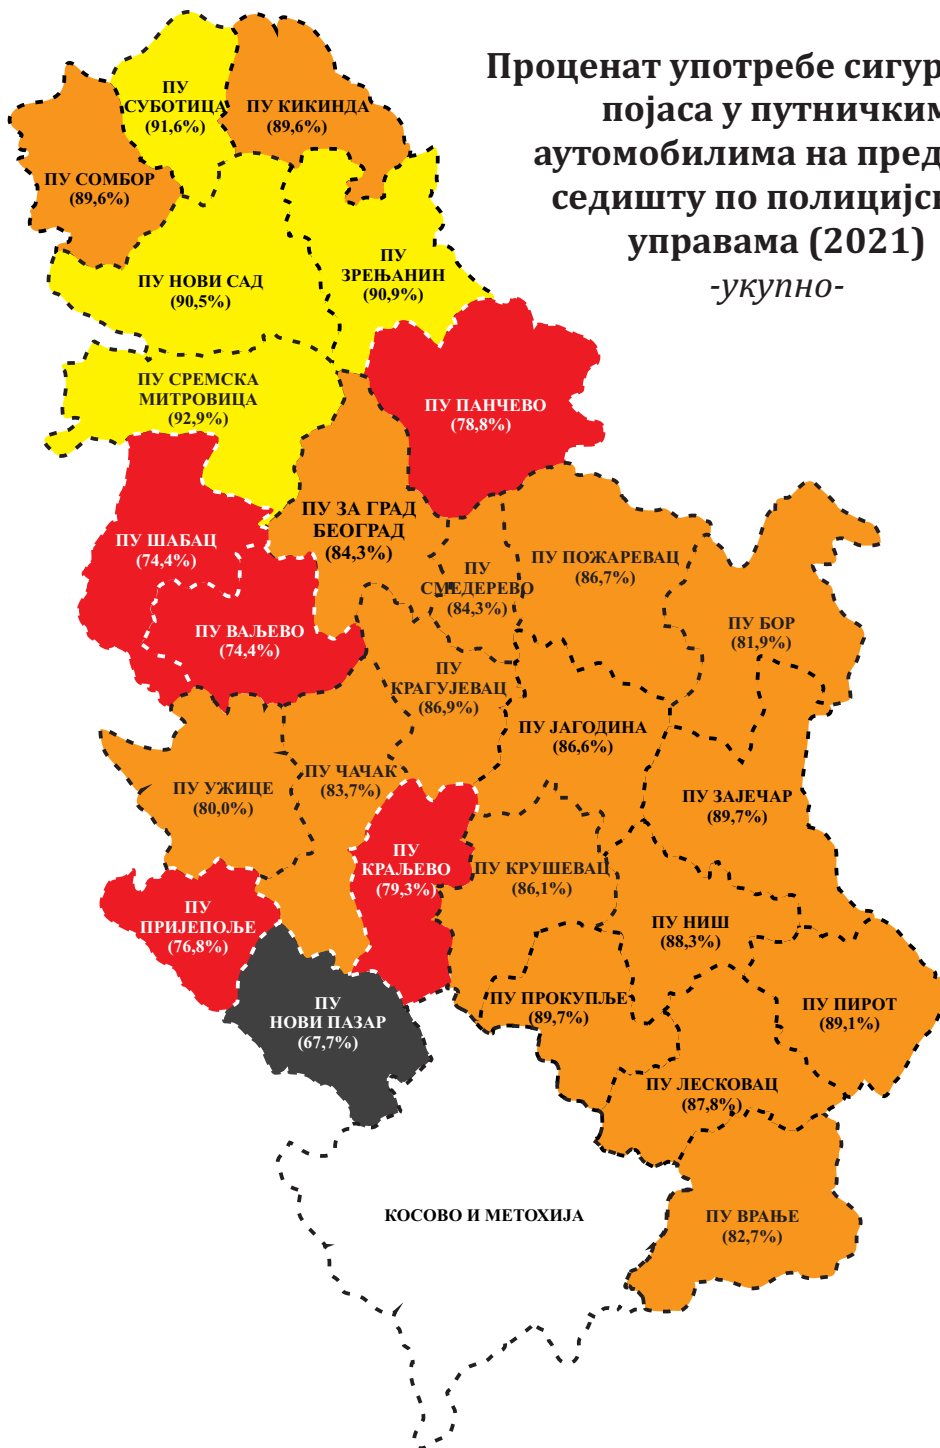 Проценат употребе сигур
појаса у путничким
аутомобилима на пред
седишту по полицијс
управама (2021)
-укупно-
ПУ
СУБОТИЦА
(91,6%)
ПУ КИКИНДА
(89,6%)
ПУ СОМБОР
(89,6%)
ПУ НОВИ САД
(90,5%)
ПУ
ЗРЕЊАНИН
(90,9%)
ПУ СРЕМСКА
МИТРОВИЦА
(92,9%)
ПУ ПАНЧЕВО
(78,8%)
ПУ ЗА ГРАД
БЕОГРАД
(84,3%)
ПУ ШАБАЦ
(74,4%)
ПУ
СМЕДЕРЕВО
(84,3%)
ПУ ПОЖАРЕВАЦ
(86,7%)
ПУ БОР
(81,9%)
ПУ ВАЉЕВО
(74,4%)
ПУ
КРАГУЈЕВАЦ
(86,9%)
ПУ ЈАГОДИНА
(86,6%)
ПУ УЖИЦЕ
(80,0%)
ПУ ЧАЧАК
(83,7%)
ПУ ЗАЈЕЧАР
(89,7%)
ПУ
КРАЉЕВО
(79,3%)
ПУ КРУШЕВАЦ
(86,1%)
ПУ
ПРИЈЕПОЉЕ
(76,8%)
ПУ НИШ
(88,3%)
ПУ
НОВИ ПАЗАР
(67,7%)
ПУ ПРОКУПЉЕ
(89,7%)
ПУ ПИРОТ
(89,1%)
ПУ ЛЕСКОВАЦ
(87,8%)
КОСОВО И МЕТОХИЈА
ПУ ВРАЊЕ
(82,7%)